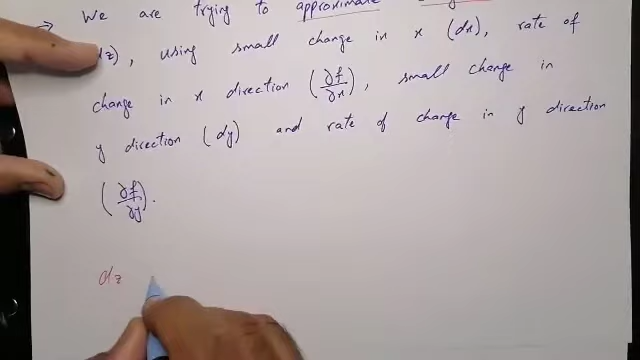 → We are trying to approximate
dz), using small change in x (dx), rate of
change in x direction (∂f/∂x), small change in
y direction (dy) and rate of change in y direction
(∂f/∂y).
dz